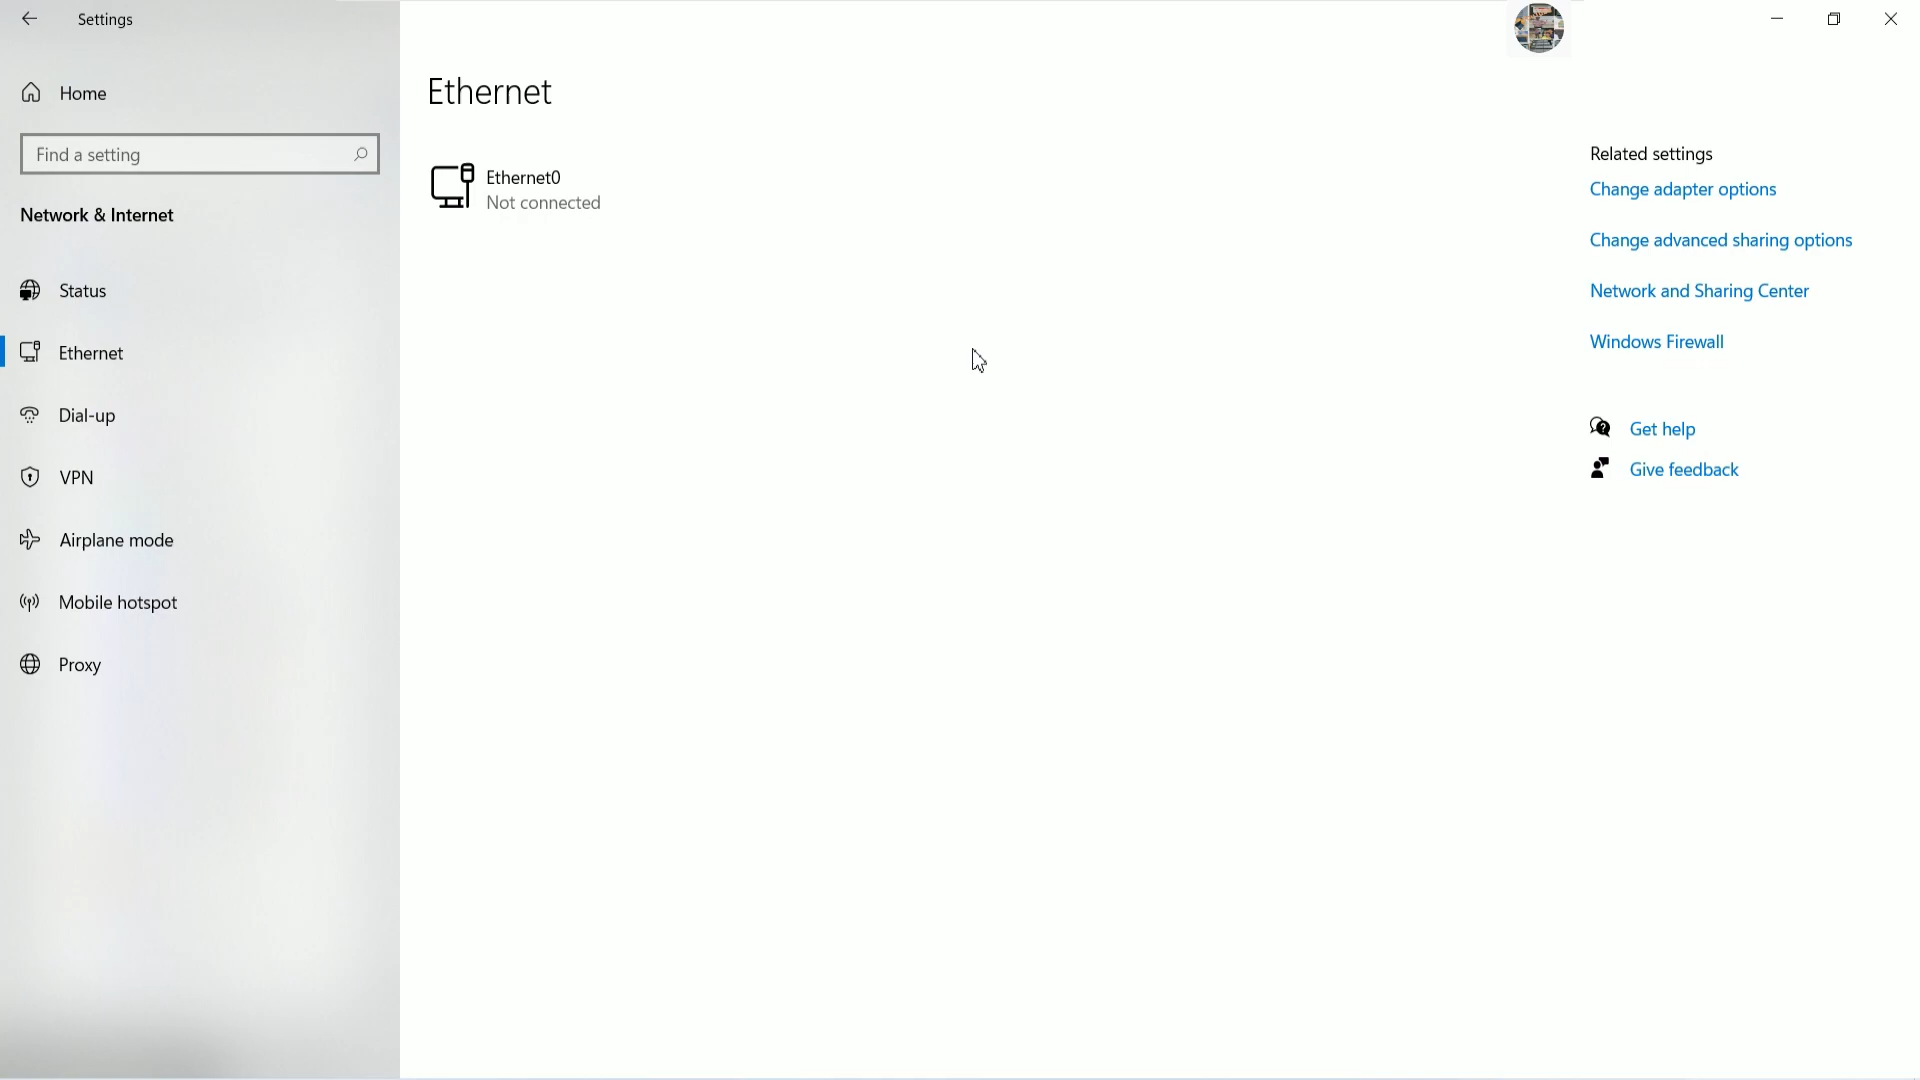 Settings
Home
Find a setting
Network & Internet
Status
Ethernet
Dial-up
VPN
Airplane mode
Mobile hotspot
Proxy
Ethernet
Ethernet0
Not connected
Related settings
Change adapter options
Change advanced sharing options
Network and Sharing Center
Windows Firewall
Get help
Give feedback